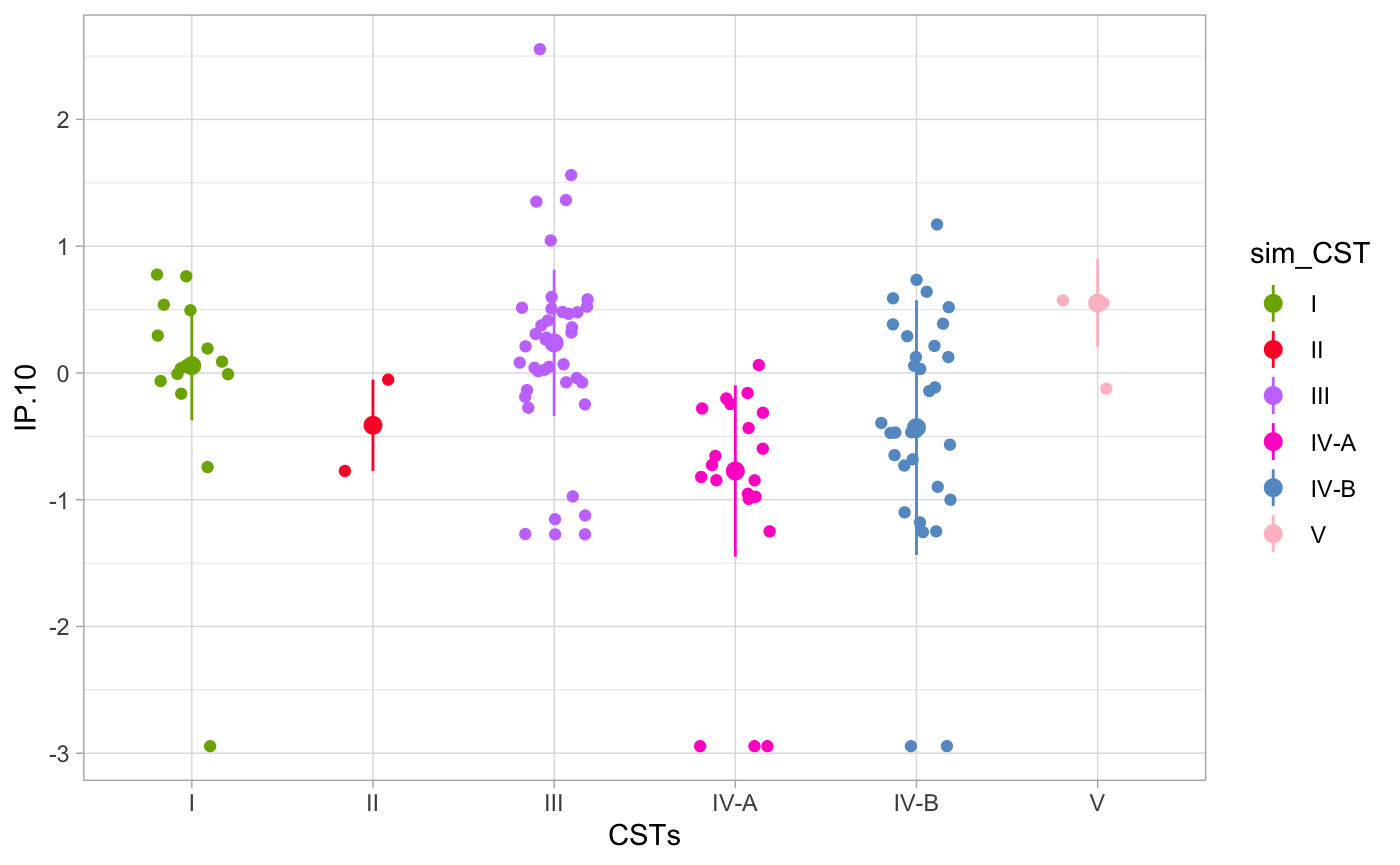 IP.10
2
1
0
-1
-2
-3
I II III IV-A IV-B V
CSTs
sim_CST
I
II
III
IV-A
IV-B
V